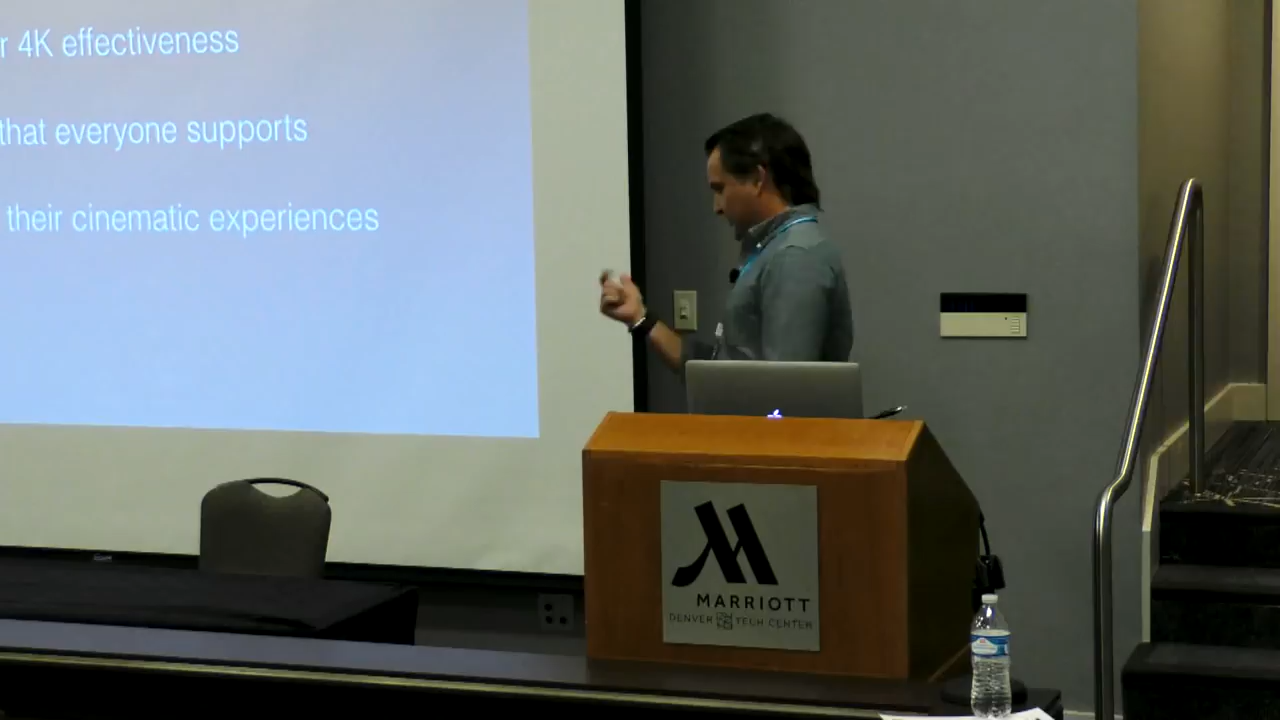 r 4K effectiveness
that everyone supports
their cinematic experiences
MARRIOTT
DENVER TECH CENTER